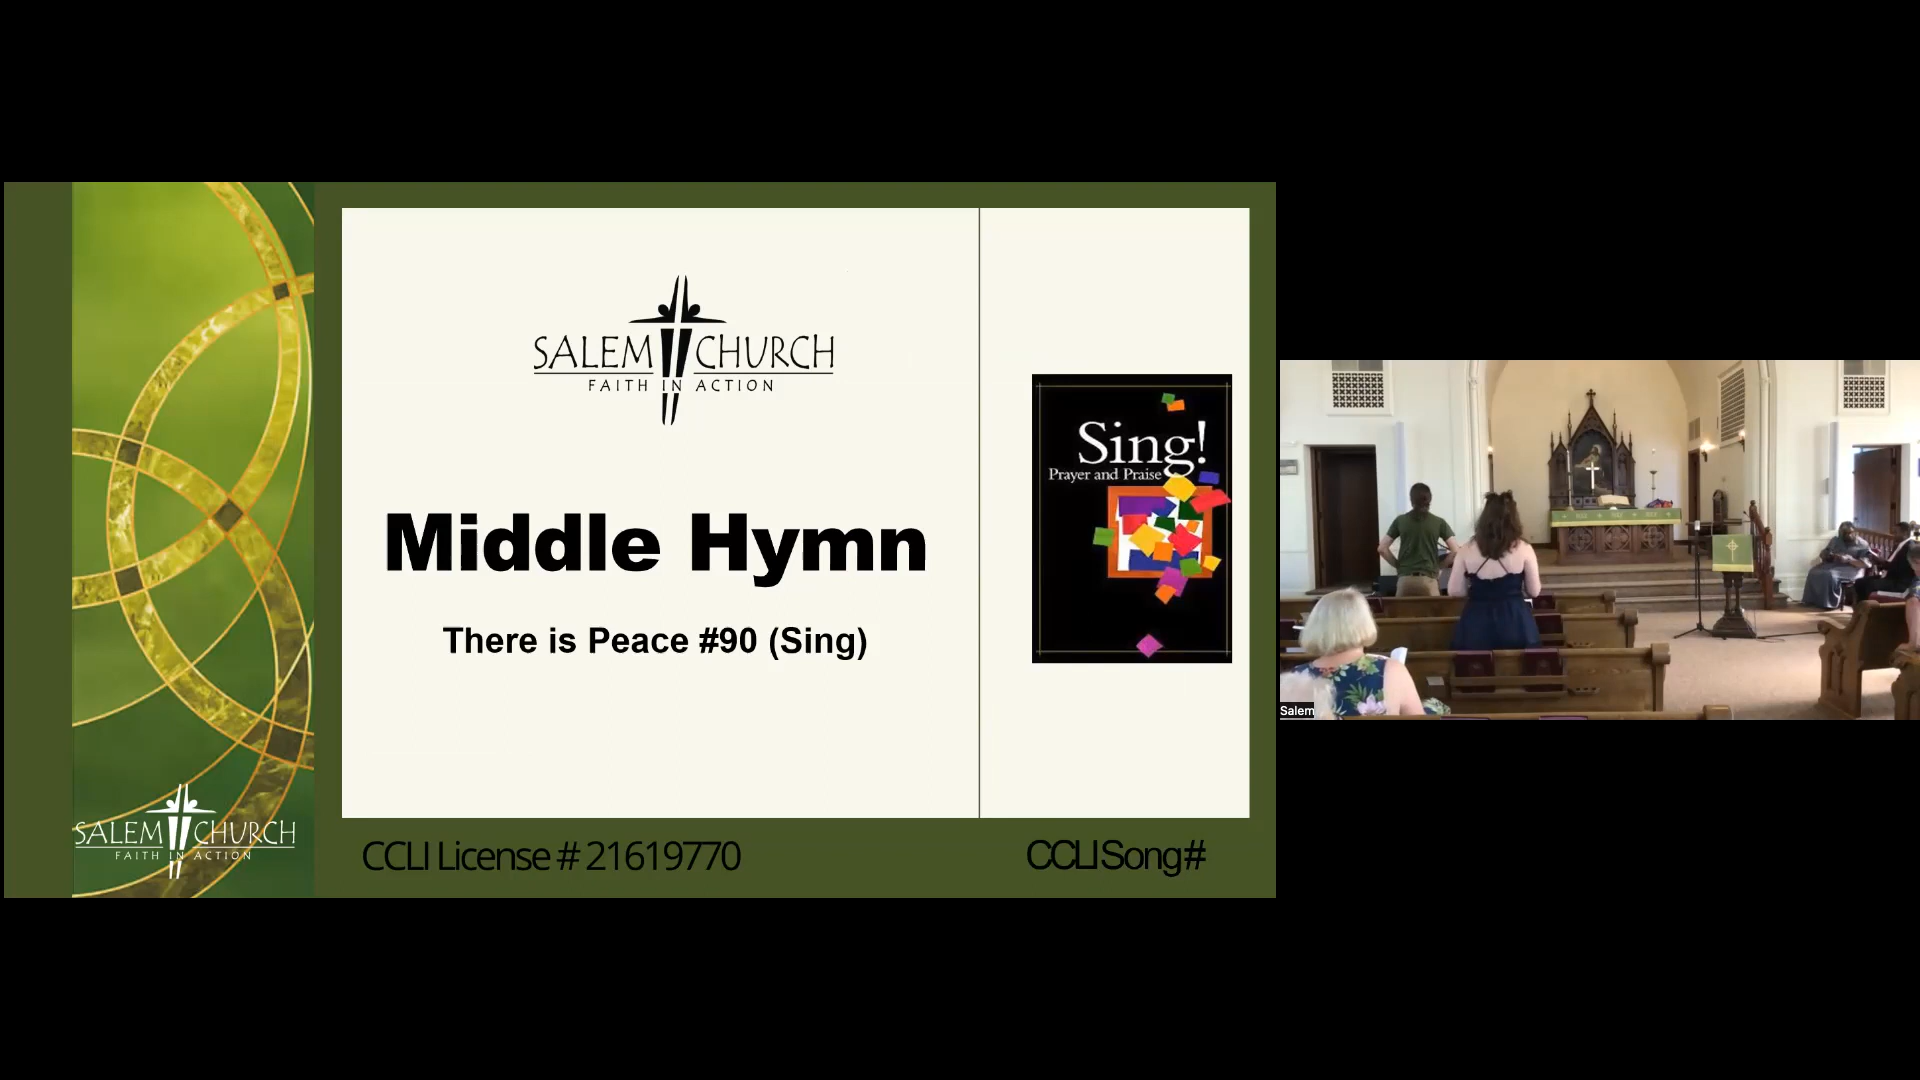 SALEM CHURCH
FAITH IN ACTION
Middle Hymn
There is Peace #90 (Sing)
Sing!
Prayer and Praise
SALEM CHURCH
FAITH IN ACTION
CCLI License # 21619770
CCLI Song#
Salem